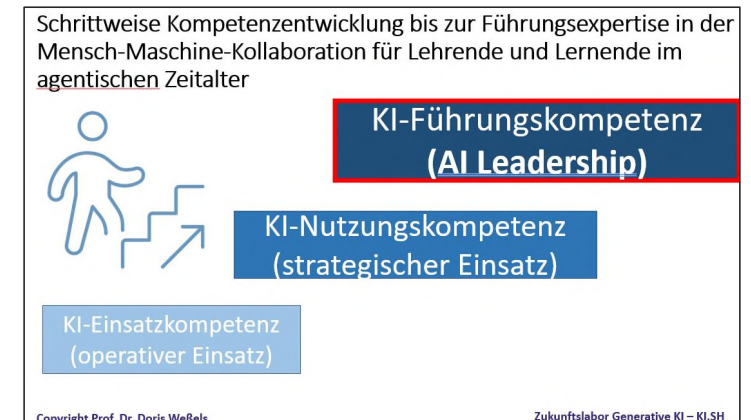 Schrittweise Kompetenzentwicklung bis zur Führungsexpertise in der
Mensch-Maschine-Kollaboration für Lehrende und Lernende im
agentischen Zeitalter
KI-Führungskompetenz
(AI Leadership)
KI-Nutzungskompetenz
(strategischer Einsatz)
KI-Einsatzkompetenz
(operativer Einsatz)
Copyright Prof. Dr. Doris Weßels
Zukunftslabor Generative KI – KI.SH